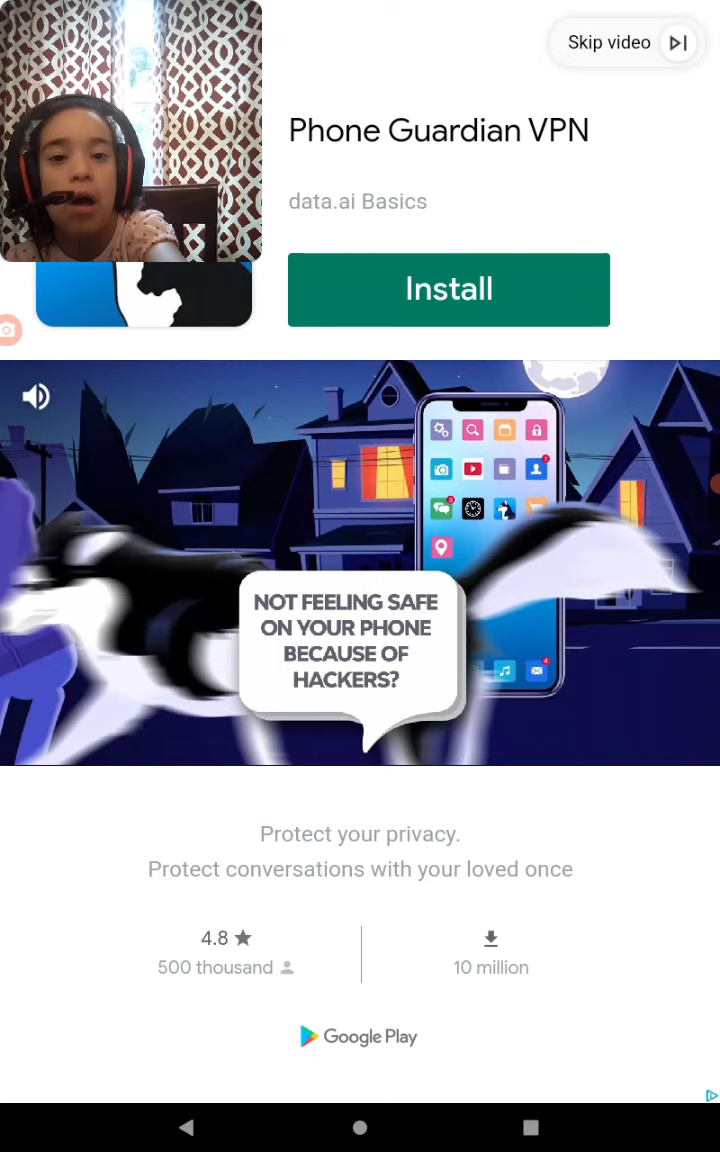 Skip video
Phone Guardian VPN
data.ai Basics
Install
NOT FEELING SAFE
ON YOUR PHONE
BECAUSE OF
HACKERS?
Protect your privacy.
Protect conversations with your loved once
4.8
500 thousand
10 million
Google Play